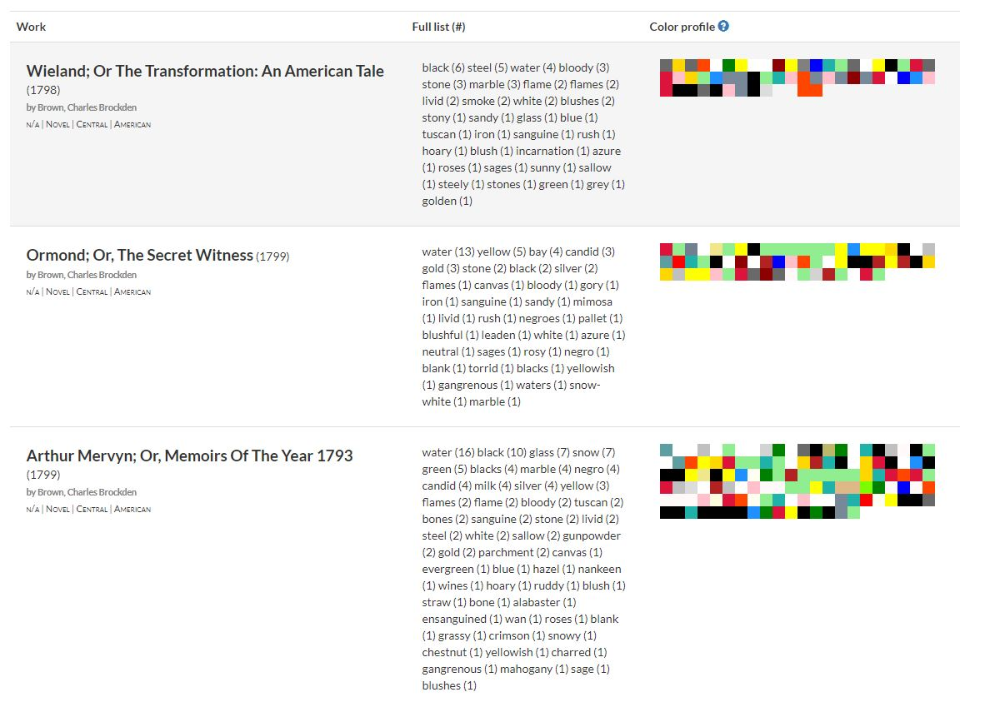 Work
Full list (#)
Color profile
Wieland; Or The Transformation: An American Tale
(1798)
by Brown, Charles Brockden
N/A | NOVEL | CENTRAL | AMERICAN
black (6) steel (5) water (4) bloody (3)
stone (3) marble (3) flame (2) flames (2)
livid (2) smoke (2) white (2) blushes (2)
stony (1) sandy (1) glass (1) blue (1)
tuscan (1) iron (1) sanguine (1) rush (1)
hoary (1) blush (1) incarnation (1) azure
(1) roses (1) sages (1) sunny (1) sallow
(1) steely (1) stones (1) green (1) grey (1)
golden (1)
Ormond; Or, The Secret Witness (1799)
by Brown, Charles Brockden
N/A | NOVEL | CENTRAL | AMERICAN
water (13) yellow (5) bay (4) candid (3)
gold (3) stone (2) black (2) silver (2)
flames (1) canvas (1) bloody (1) gory (1)
iron (1) sanguine (1) sandy (1) mimosa
(1) livid (1) rush (1) negroes (1) pallet (1)
blushful (1) leaden (1) white (1) azure (1)
neutral (1) sages (1) rosy (1) negro (1)
blank (1) torrid (1) blacks (1) yellowish
(1) gangrenous (1) waters (1) snow-
white (1) marble (1)
Arthur Mervyn; Or, Memoirs Of The Year 1793
(1799)
by Brown, Charles Brockden
N/A | NOVEL | CENTRAL | AMERICAN
water (16) black (10) glass (7) snow (7)
green (5) blacks (4) marble (4) negro (4)
candid (4) milk (4) silver (4) yellow (3)
flames (2) flame (2) bloody (2) tuscan (2)
bones (2) sanguine (2) stone (2) livid (2)
steel (2) white (2) sallow (2) gunpowder
(2) gold (2) parchment (2) canvas (1)
evergreen (1) blue (1) hazel (1) nankeen
(1) wines (1) hoary (1) ruddy (1) blush (1)
straw (1) bone (1) alabaster (1)
ensanguined (1) wan (1) roses (1) blank
(1) grassy (1) crimson (1) snowy (1)
chestnut (1) yellowish (1) charred (1)
gangrenous (1) mahogany (1) sage (1)
blushes (1)